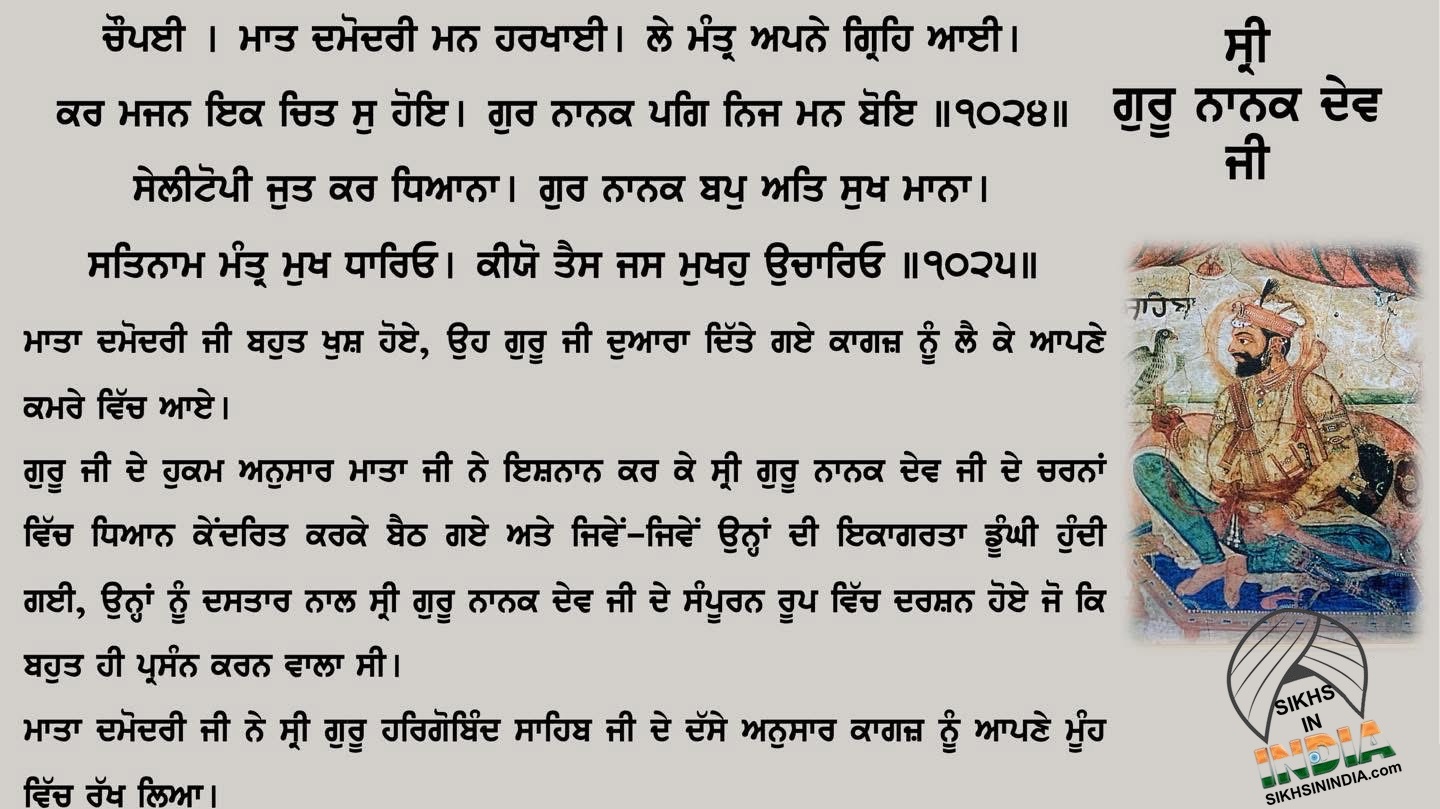 ਚੌਪਈ । ਮਾਤ ਦਮੋਦਰੀ ਮਨ ਹਰਖਾਈ। ਲੇ ਮੰਤ੍ਰ ਅਪਨੇ ਗ੍ਰਿਹਿ ਆਈ।
ਕਰ ਮਜਨ ਇਕ ਚਿਤ ਸੁ ਹੋਇ। ਗੁਰ ਨਾਨਕ ਪਗਿ ਨਿਜ ਮਨ ਬੋਇ ॥੧੦੨੪॥
ਸੇਲੀਟੋਪੀ ਜੁਤ ਕਰ ਧਿਆਨਾ। ਗੁਰ ਨਾਨਕ ਬਪੁ ਅਤਿ ਸੁਖ ਮਾਨਾ।
ਸਤਿਨਾਮ ਮੰਤ੍ਰ ਮੁਖ ਧਾਰਿਓ। ਕੀਯੋ ਤੈਸ ਜਸ ਮੁਖਹੁ ਉਚਾਰਿਓ ॥੧੦੨੫॥
ਮਾਤਾ ਦਮੋਦਰੀ ਜੀ ਬਹੁਤ ਖੁਸ਼ ਹੋਏ, ਉਹ ਗੁਰੂ ਜੀ ਦੁਆਰਾ ਦਿੱਤੇ ਗਏ ਕਾਗਜ਼ ਨੂੰ ਲੈ ਕੇ ਆਪਣੇ
ਕਮਰੇ ਵਿੱਚ ਆਏ।
ਗੁਰੂ ਜੀ ਦੇ ਹੁਕਮ ਅਨੁਸਾਰ ਮਾਤਾ ਜੀ ਨੇ ਇਸ਼ਨਾਨ ਕਰ ਕੇ ਸ੍ਰੀ ਗੁਰੂ ਨਾਨਕ ਦੇਵ ਜੀ ਦੇ ਚਰਨਾਂ
ਵਿੱਚ ਧਿਆਨ ਕੇਂਦਰਿਤ ਕਰਕੇ ਬੈਠ ਗਏ ਅਤੇ ਜਿਵੇਂ-ਜਿਵੇਂ ਉਨ੍ਹਾਂ ਦੀ ਇਕਾਗਰਤਾ ਡੂੰਘੀ ਹੁੰਦੀ
ਗਈ, ਉਨ੍ਹਾਂ ਨੂੰ ਦਸਤਾਰ ਨਾਲ ਸ੍ਰੀ ਗੁਰੂ ਨਾਨਕ ਦੇਵ ਜੀ ਦੇ ਸੰਪੂਰਨ ਰੂਪ ਵਿੱਚ ਦਰਸ਼ਨ ਹੋਏ ਜੋ ਕਿ
ਬਹੁਤ ਹੀ ਪ੍ਰਸੰਨ ਕਰਨ ਵਾਲਾ ਸੀ।
ਮਾਤਾ ਦਮੋਦਰੀ ਜੀ ਨੇ ਸ੍ਰੀ ਗੁਰੂ ਹਰਿਗੋਬਿੰਦ ਸਾਹਿਬ ਜੀ ਦੇ ਦੱਸੇ ਅਨੁਸਾਰ ਕਾਗਜ਼ ਨੂੰ ਆਪਣੇ ਮੂੰਹ
ਵਿੱਚ ਰੱਖ ਲਿਆ।
ਸ੍ਰੀ
ਗੁਰੂ ਨਾਨਕ ਦੇਵ
ਜੀ
SIKHS
IN
INDIA
SIKHSININDIA.com